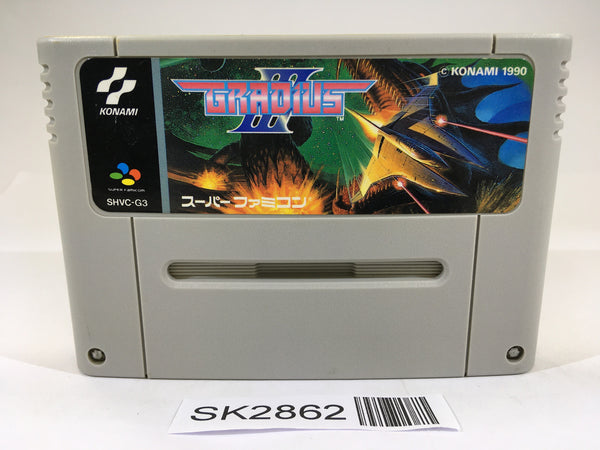 KONAMI
SUPER FAMICOM
SHVC-G3
GRADIUS
III
TM
© KONAMI 1990
スーパーファミコン
SK2862